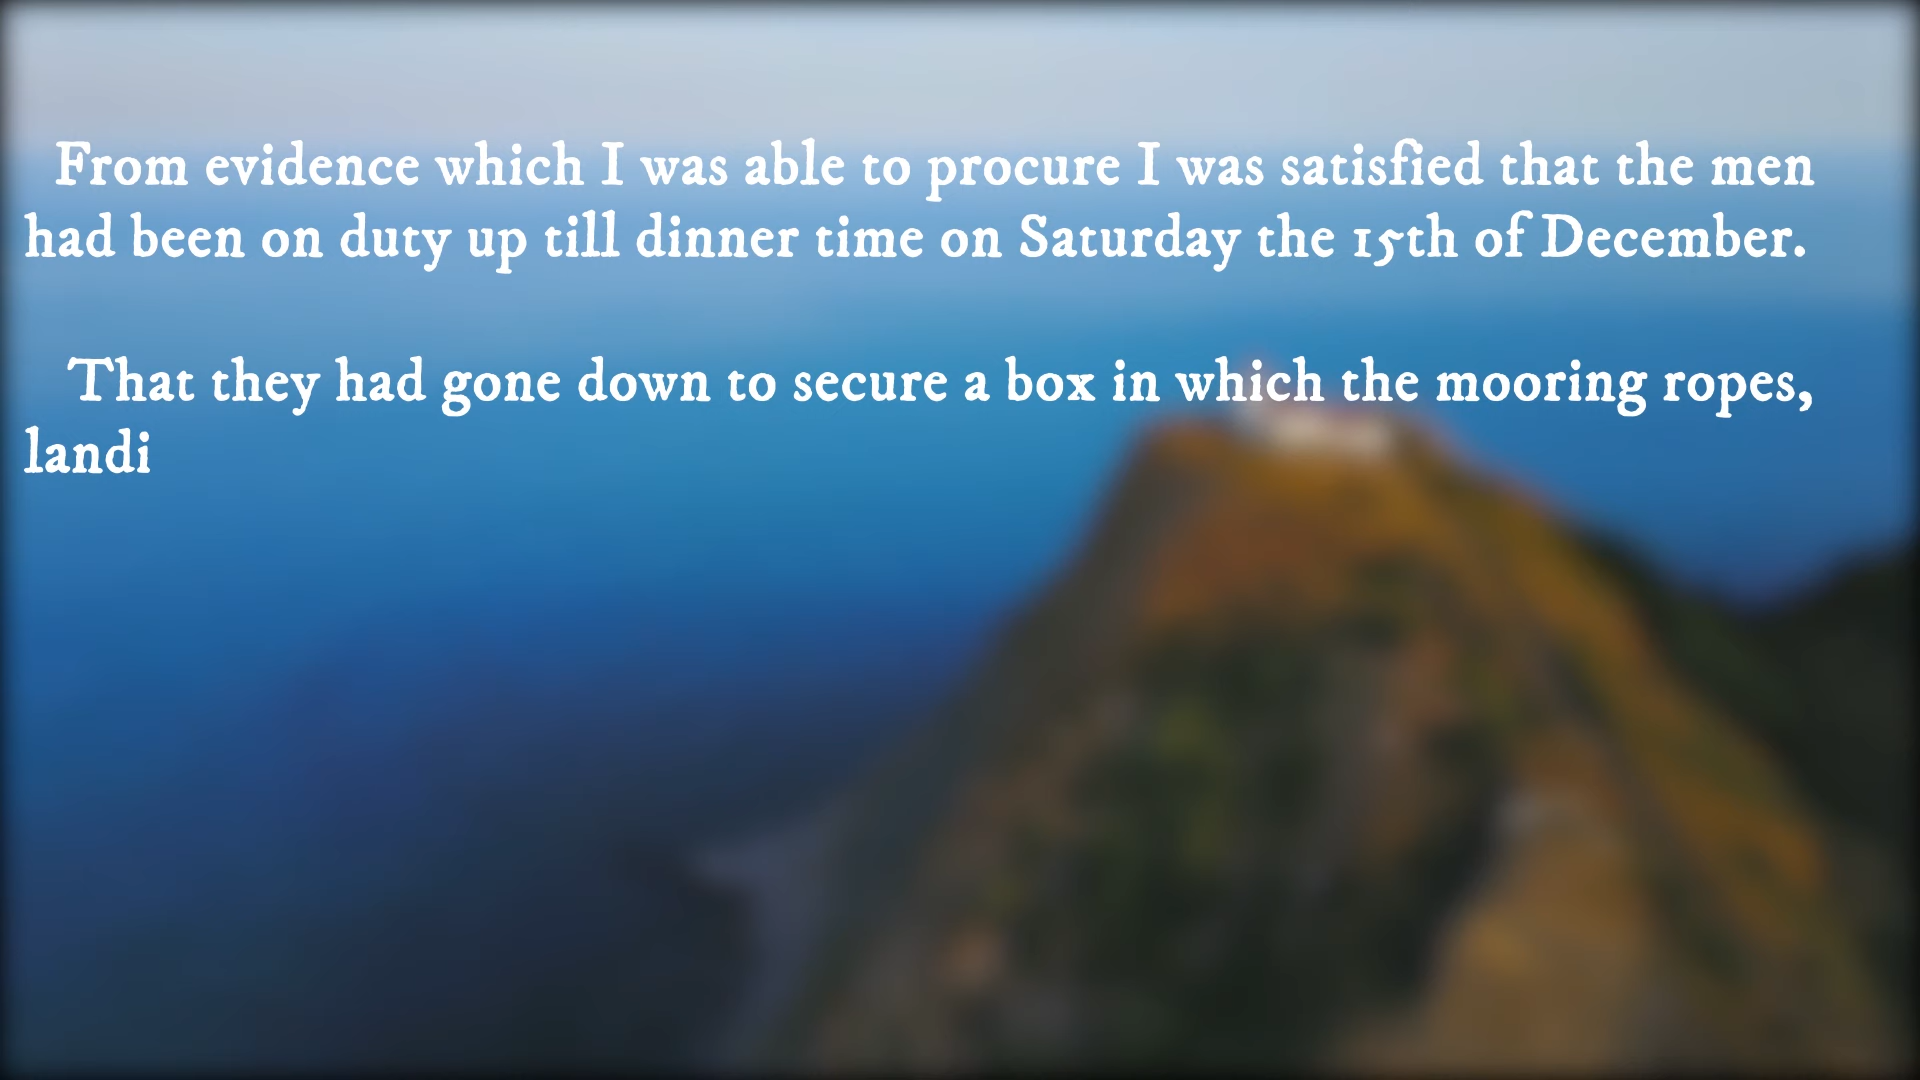 From evidence which I was able to procure I was satisfied that the men
had been on duty up till dinner time on Saturday the 15th of December.
That they had gone down to secure a box in which the mooring ropes,
landi